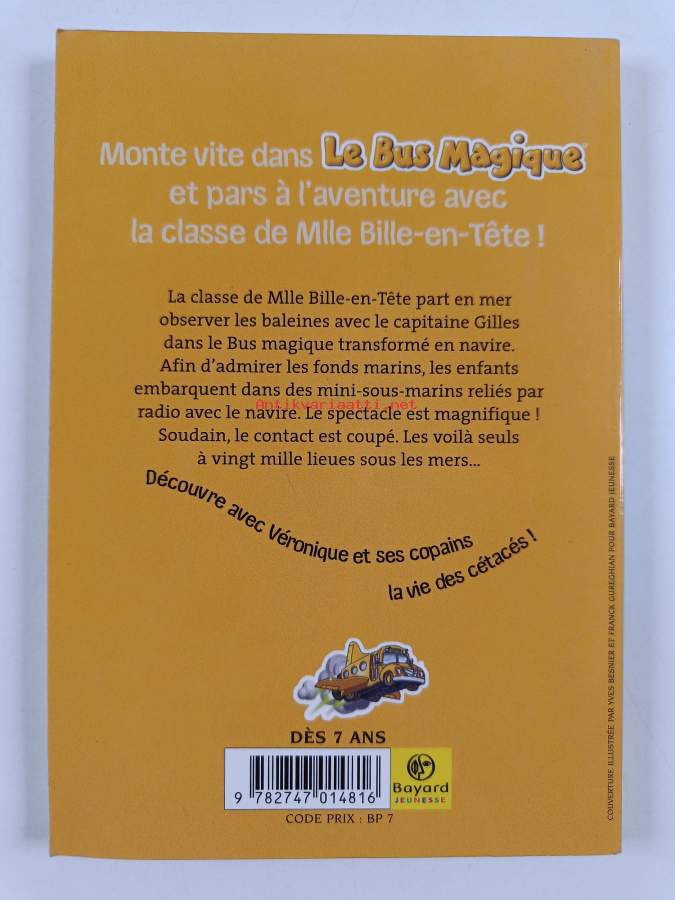 Monte vite dans Le Bus Magique
et pars à l'aventure avec
la classe de Mlle Bille-en-Tête !
La classe de Mlle Bille-en-Tête part en mer
observer les baleines avec le capitaine Gilles
dans le Bus magique transformé en navire.
Afin d'admirer les fonds marins, les enfants
embarquent dans des mini-sous-marins reliés par
radio avec le navire. Le spectacle est magnifique !
Antikvariaatti.net
Soudain, le contact est coupé. Les voilà seuls
à vingt mille lieues sous les mers...
Découvre avec Véronique et ses copains
la vie des cétacés !
DÈS 7 ANS
9 782747 014816
Bayard
JEUNESSE
CODE PRIX : BP 7
COUVERTURE ILLUSTRÉE PAR YVES BESNIER ET FRANCK GUREGHIAN POUR BAYARD JEUNESSE